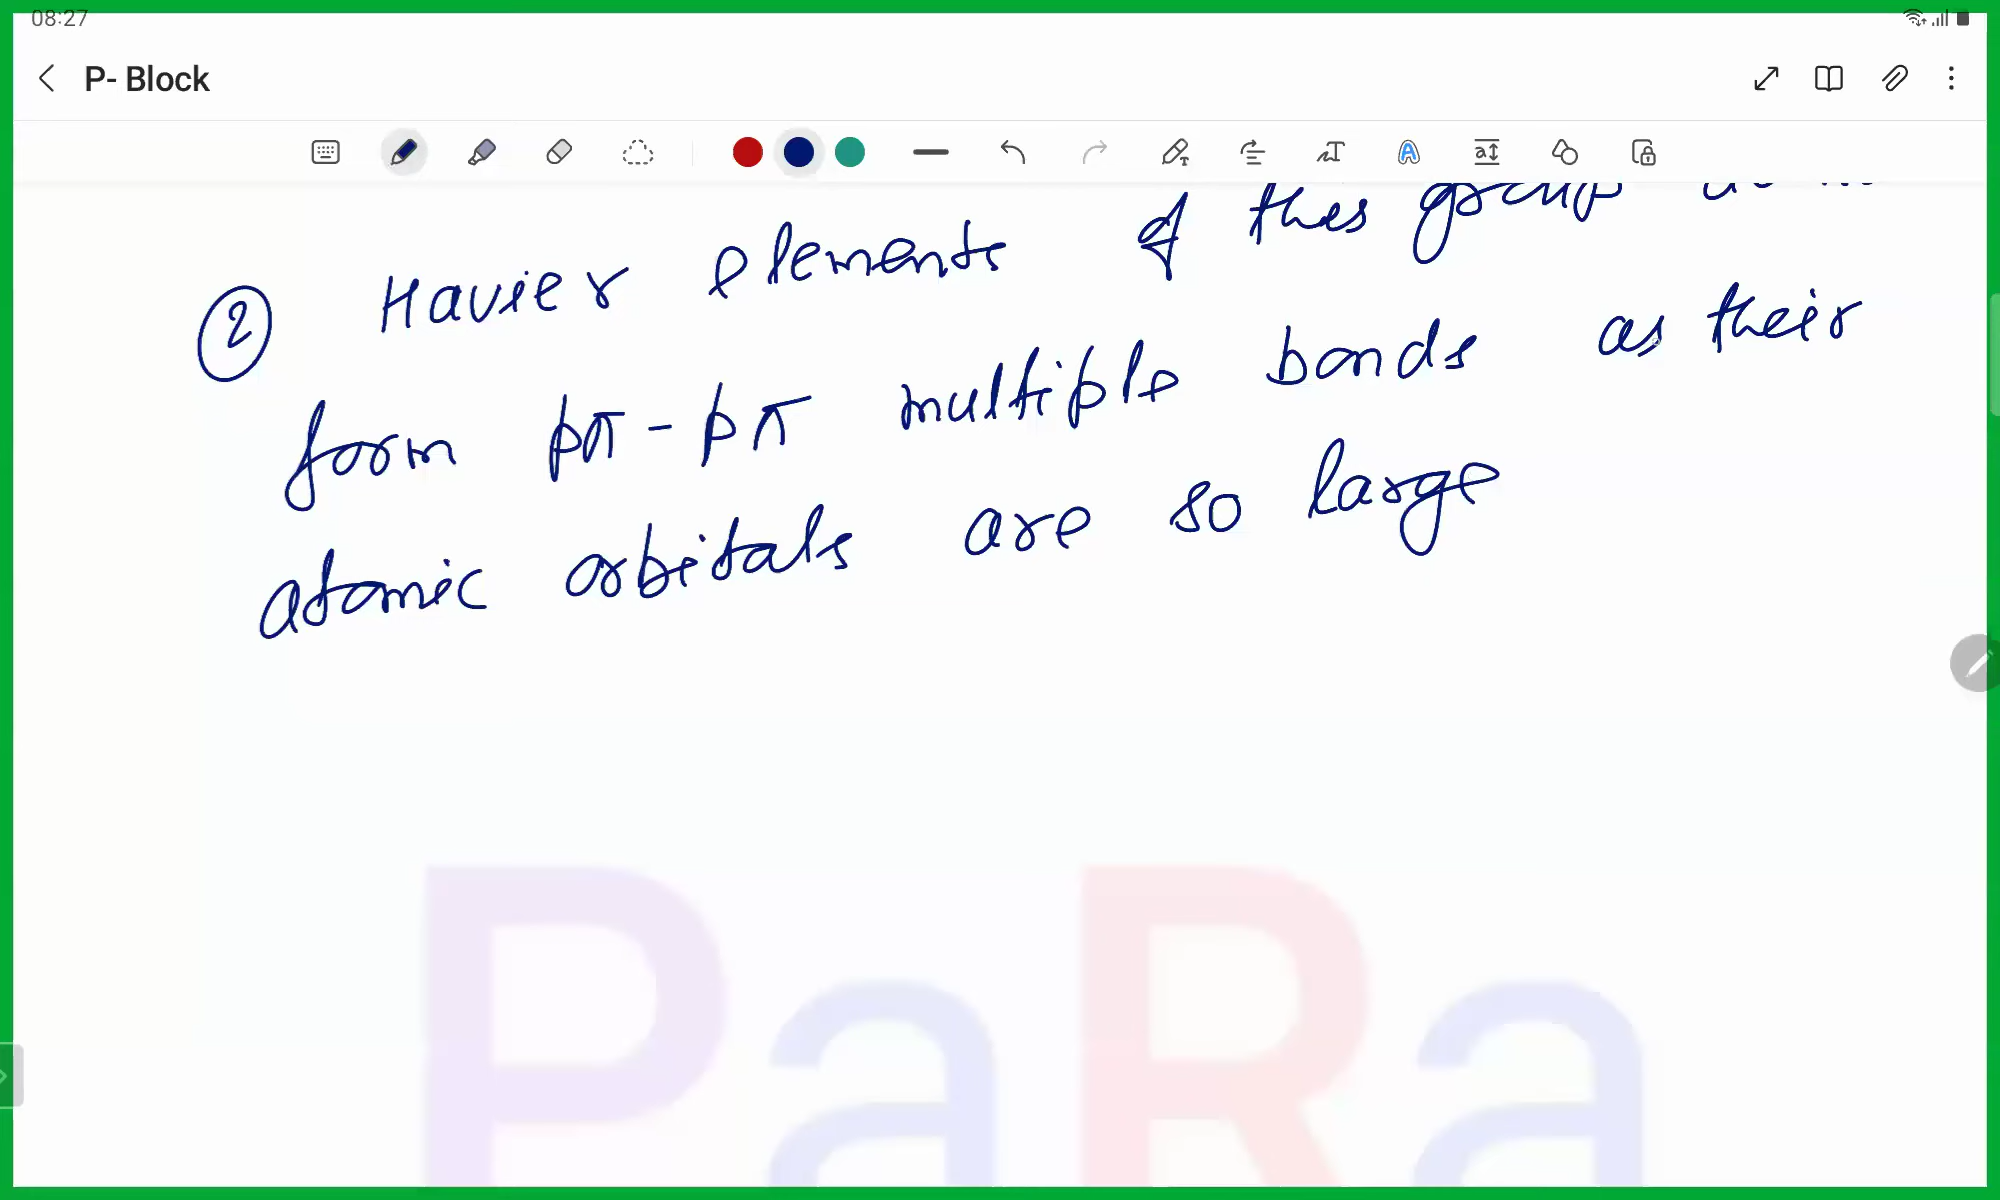 08:27
P- Block
② Havier elements of this group
form pπ - pπ multiple bonds as their
atomic orbitals are so large
PaRa